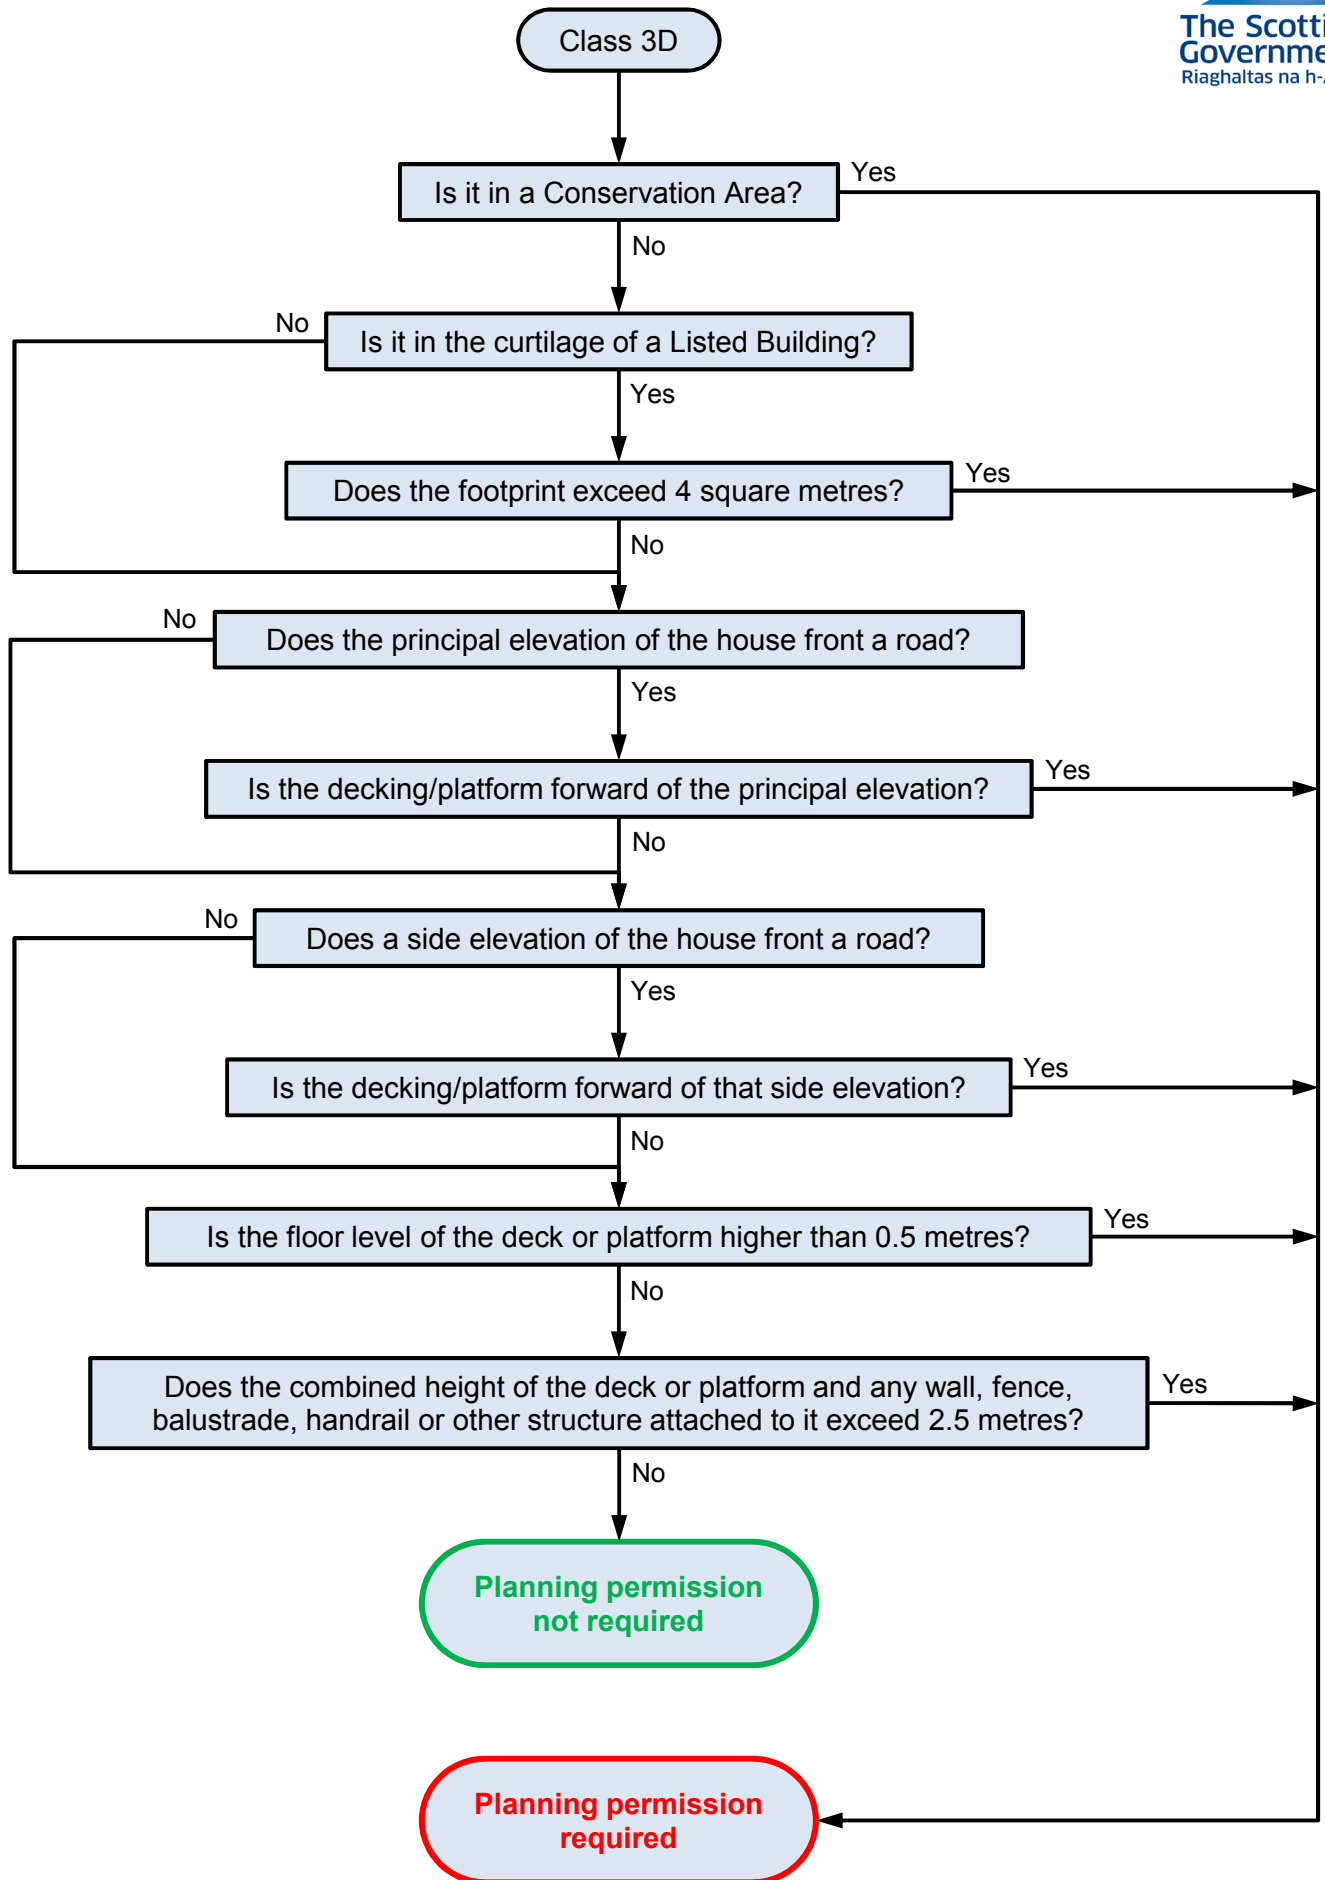 Class 3D
The Scotti
Governme
Riaghaltas na h-A
Is it in a Conservation Area?
Yes
No
No
Is it in the curtilage of a Listed Building?
Yes
Does the footprint exceed 4 square metres?
Yes
No
No
Does the principal elevation of the house front a road?
Yes
Is the decking/platform forward of the principal elevation?
Yes
No
No
Does a side elevation of the house front a road?
Yes
Is the decking/platform forward of that side elevation?
Yes
No
Is the floor level of the deck or platform higher than 0.5 metres?
Yes
No
Does the combined height of the deck or platform and any wall, fence,
balustrade, handrail or other structure attached to it exceed 2.5 metres?
Yes
No
Planning permission
not required
Planning permission
required